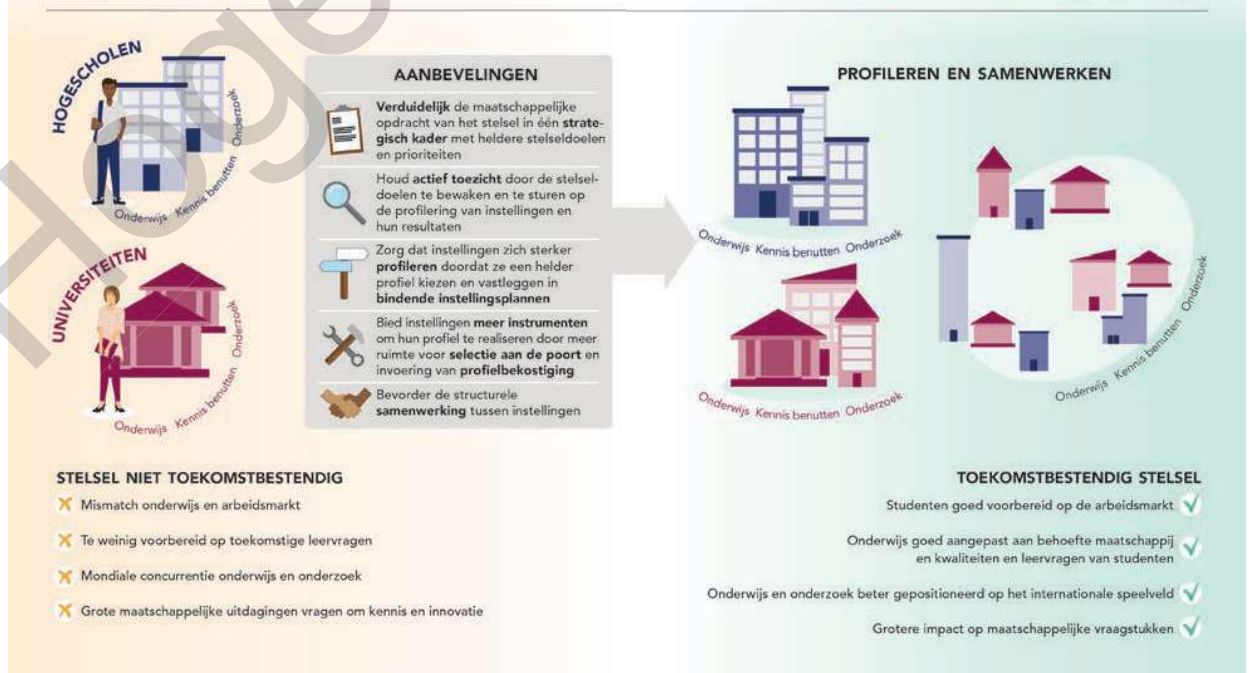 HOGESCHOLEN
Onderwijs Kennis benutten Onderzoek
UNIVERSITEITEN
Onderwijs Kennis benutten Onderzoek
AANBEVELINGEN
Verduidelijk de maatschappelijke
opdracht van het stelsel in één strate-
gisch kader met heldere stelseldoelen
en prioriteiten
Houd actief toezicht door de stelsel-
doelen te bewaken en te sturen op
de profilering van instellingen en
hun resultaten
Zorg dat instellingen zich sterker
profileren doordat ze een helder
profiel kiezen en vastleggen in
bindende instellingsplannen
Bied instellingen meer instrumenten
om hun profiel te realiseren door meer
ruimte voor selectie aan de poort en
invoering van profielbekostiging
Bevorder de structurele
samenwerking tussen instellingen
PROFILEREN EN SAMENWERKEN
Onderwijs Kennis benutten Onderzoek
Onderwijs Kennis benutten Onderzoek
Onderwijs Kennis benutten Onderzoek
STELSEL NIET TOEKOMSTBESTENDIG
Mismatch onderwijs en arbeidsmarkt
Te weinig voorbereid op toekomstige leervragen
Mondiale concurrentie onderwijs en onderzoek
Grote maatschappelijke uitdagingen vragen om kennis en innovatie
TOEKOMSTBESTENDIG STELSEL
Studenten goed voorbereid op de arbeidsmarkt
Onderwijs goed aangepast aan behoefte maatschappij
en kwaliteiten en leervragen van studenten
Onderwijs en onderzoek beter gepositioneerd op het internationale speelveld
Grotere impact op maatschappelijke vraagstukken